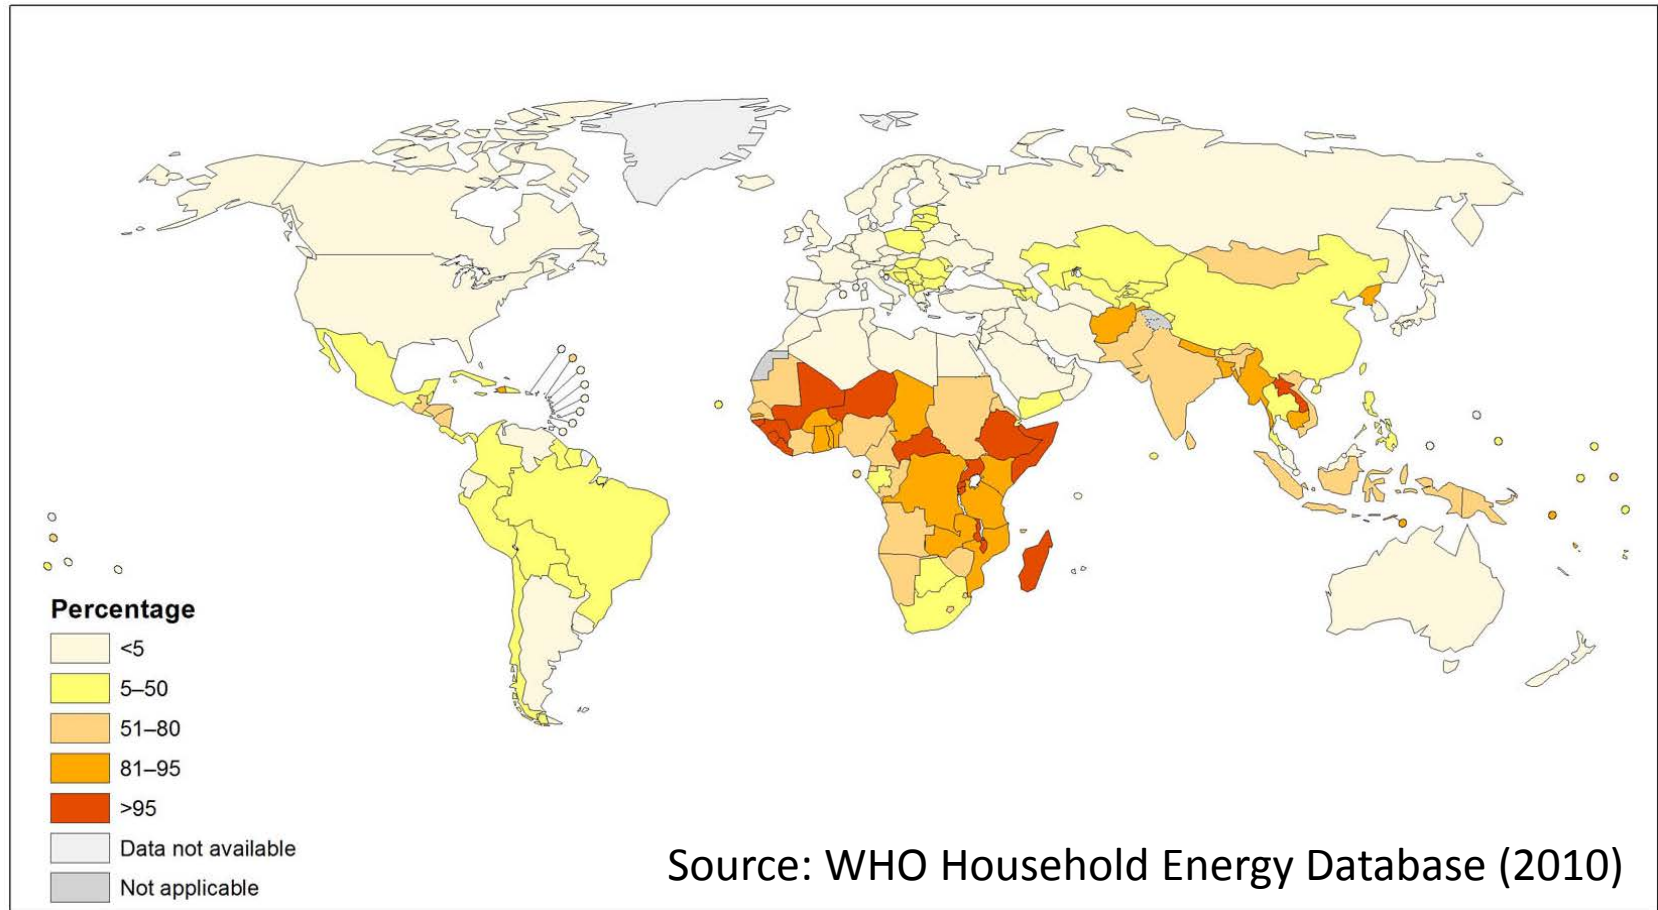 Percentage
<5
5–50
51–80
81–95
>95
Data not available
Not applicable
Source: WHO Household Energy Database (2010)